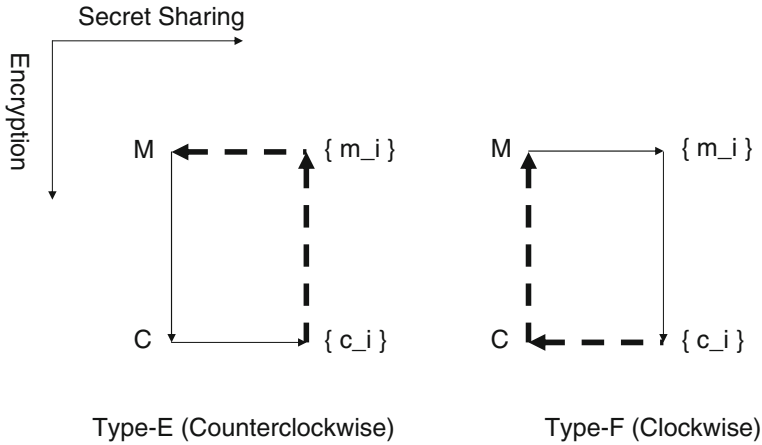 Secret Sharing
Encryption
M { m_i }
C { c_i }
M { m_i }
C { c_i }
Type-E (Counterclockwise)
Type-F (Clockwise)